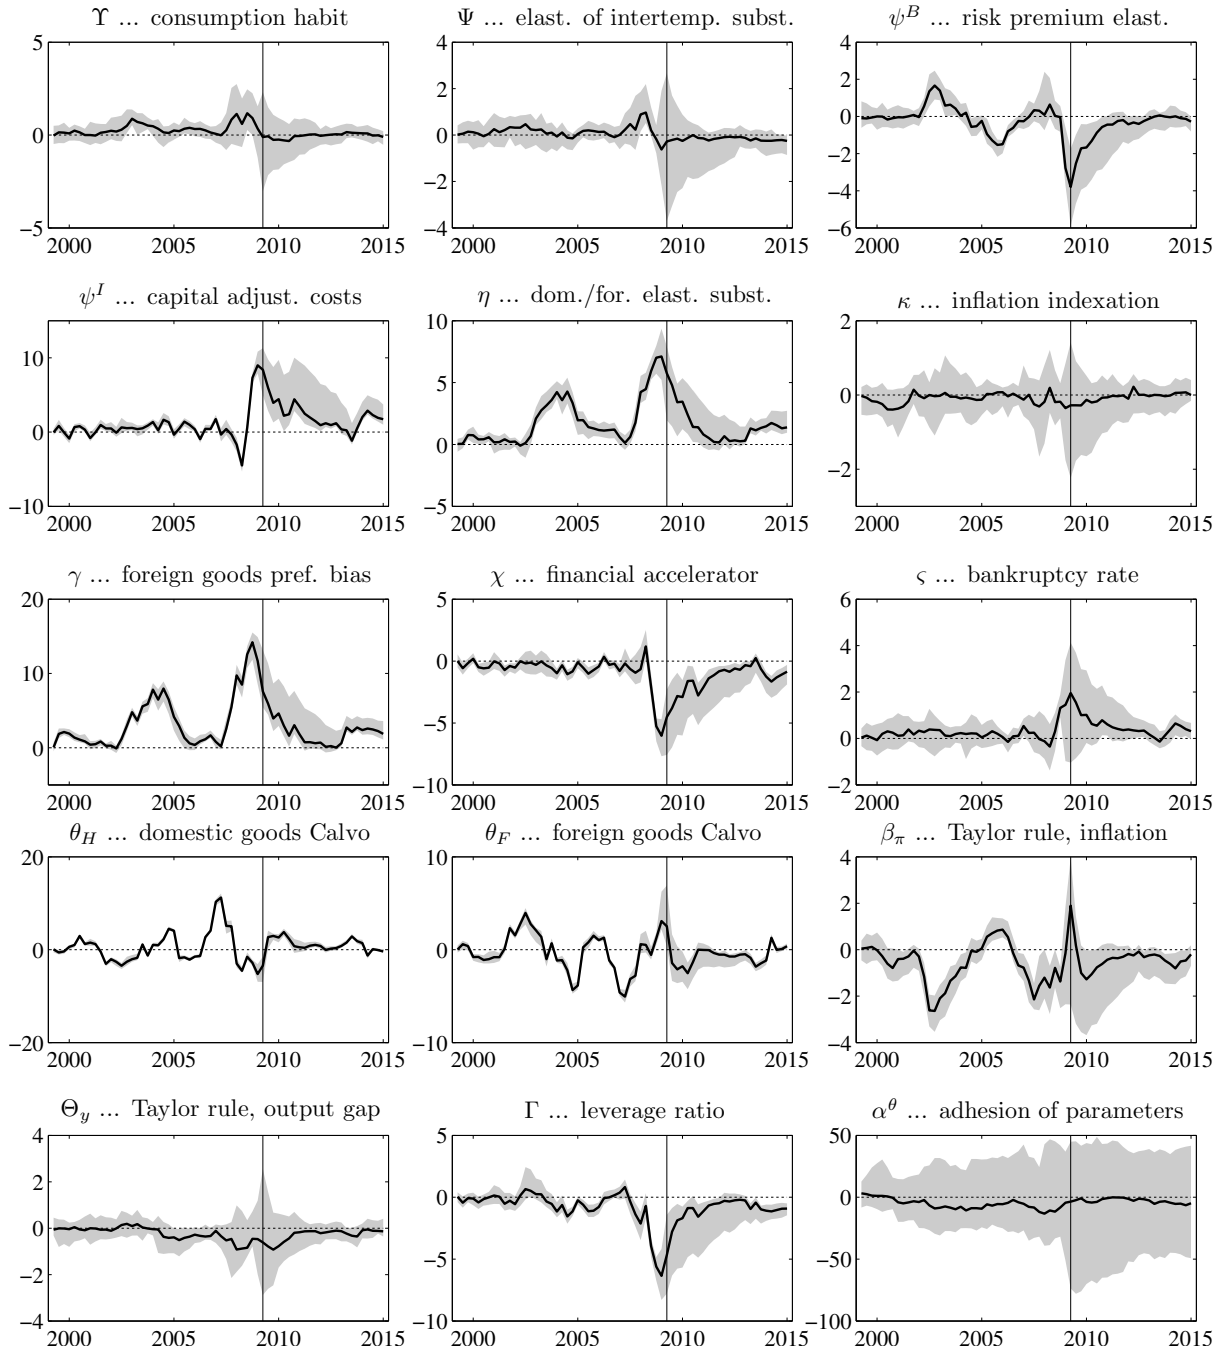 ϒ ... consumption habit
Ψ ... elast. of intertemp. subst.
ψ^B ... risk premium elast.
5
0
−5
2000 2005 2010 2015
4
2
0
−2
−4
2000 2005 2010 2015
4
2
0
−2
−4
−6
2000 2005 2010 2015
ψ^I ... capital adjust. costs
η ... dom./for. elast. subst.
κ ... inflation indexation
10
0
−10
2000 2005 2010 2015
10
5
0
−5
2000 2005 2010 2015
2
0
−2
2000 2005 2010 2015
γ ... foreign goods pref. bias
χ ... financial accelerator
ς ... bankruptcy rate
20
10
0
2000 2005 2010 2015
5
0
−5
−10
2000 2005 2010 2015
6
4
2
0
−2
2000 2005 2010 2015
θ_H ... domestic goods Calvo
θ_F ... foreign goods Calvo
β_π ... Taylor rule, inflation
20
0
−20
2000 2005 2010 2015
10
0
−10
2000 2005 2010 2015
4
2
0
−2
−4
2000 2005 2010 2015
Θ_y ... Taylor rule, output gap
Γ ... leverage ratio
α^θ ... adhesion of parameters
4
2
0
−2
−4
2000 2005 2010 2015
5
0
−5
−10
2000 2005 2010 2015
50
0
−50
−100
2000 2005 2010 2015